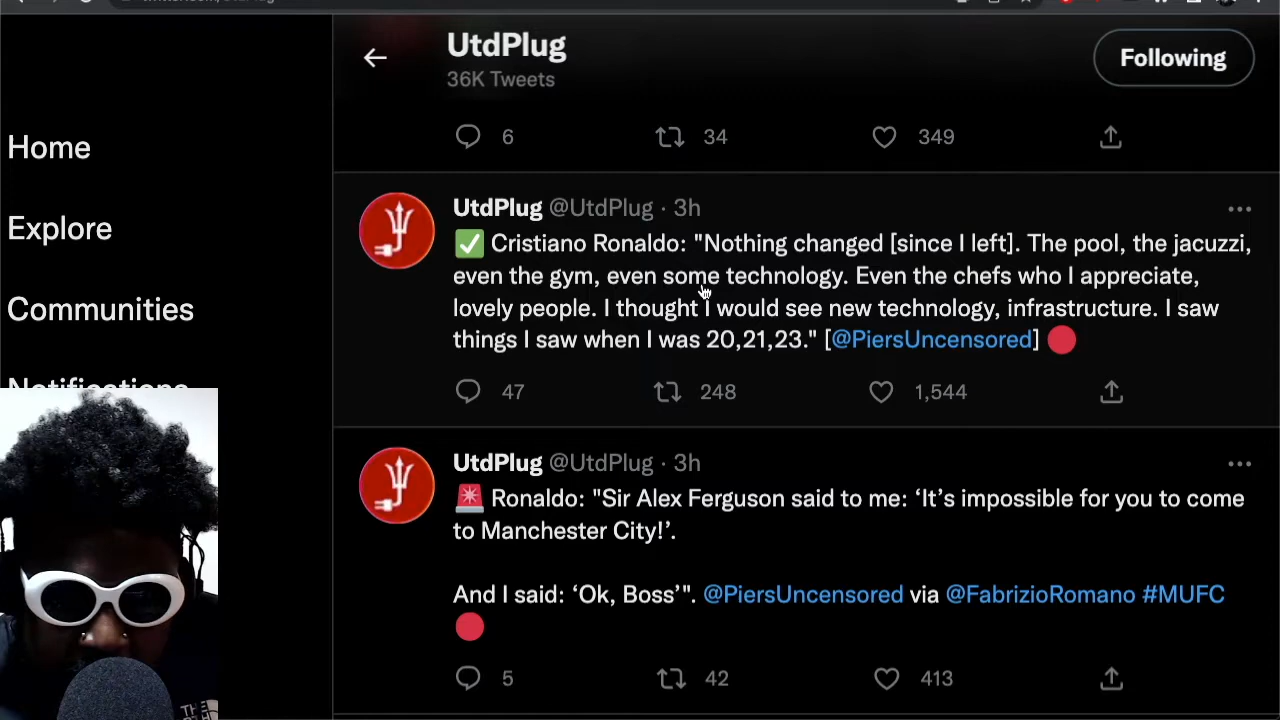 UtdPlug
36K Tweets
Following
6 34 349
Home
Explore
Communities
Notifications
UtdPlug @UtdPlug · 3h
✅ Cristiano Ronaldo: "Nothing changed [since I left]. The pool, the jacuzzi,
even the gym, even some technology. Even the chefs who I appreciate,
lovely people. I thought I would see new technology, infrastructure. I saw
things I saw when I was 20,21,23." [@PiersUncensored] 🔴
47 248 1,544
UtdPlug @UtdPlug · 3h
🚨 Ronaldo: "Sir Alex Ferguson said to me: ‘It’s impossible for you to come
to Manchester City!’.
And I said: ‘Ok, Boss’". @PiersUncensored via @FabrizioRomano #MUFC
🔴
5 42 413
THE